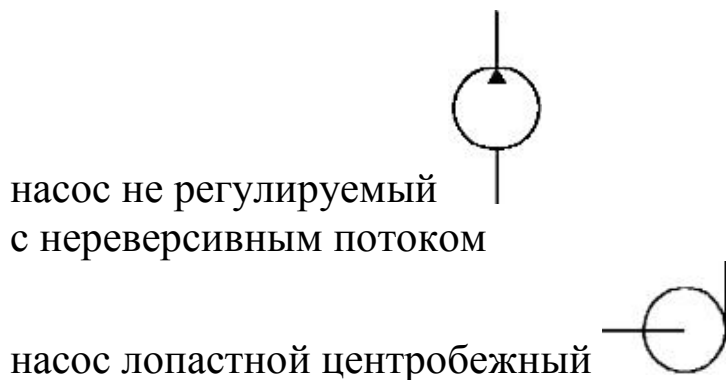 насос не регулируемый
с нереверсивным потоком
насос лопастной центробежный